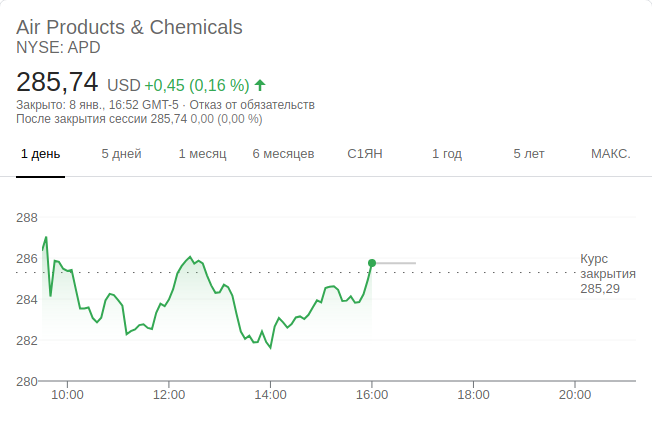 Air Products & Chemicals
NYSE: APD
285,74 USD +0,45 (0,16 %)
Закрыто: 8 янв., 16:52 GMT-5 · Отказ от обязательств
После закрытия сессии 285,74 0,00 (0,00 %)
1 день 5 дней 1 месяц 6 месяцев С1ЯН 1 год 5 лет МАКС.
288
286
284
282
280
Курс
закрытия
285,29
10:00 12:00 14:00 16:00 18:00 20:00